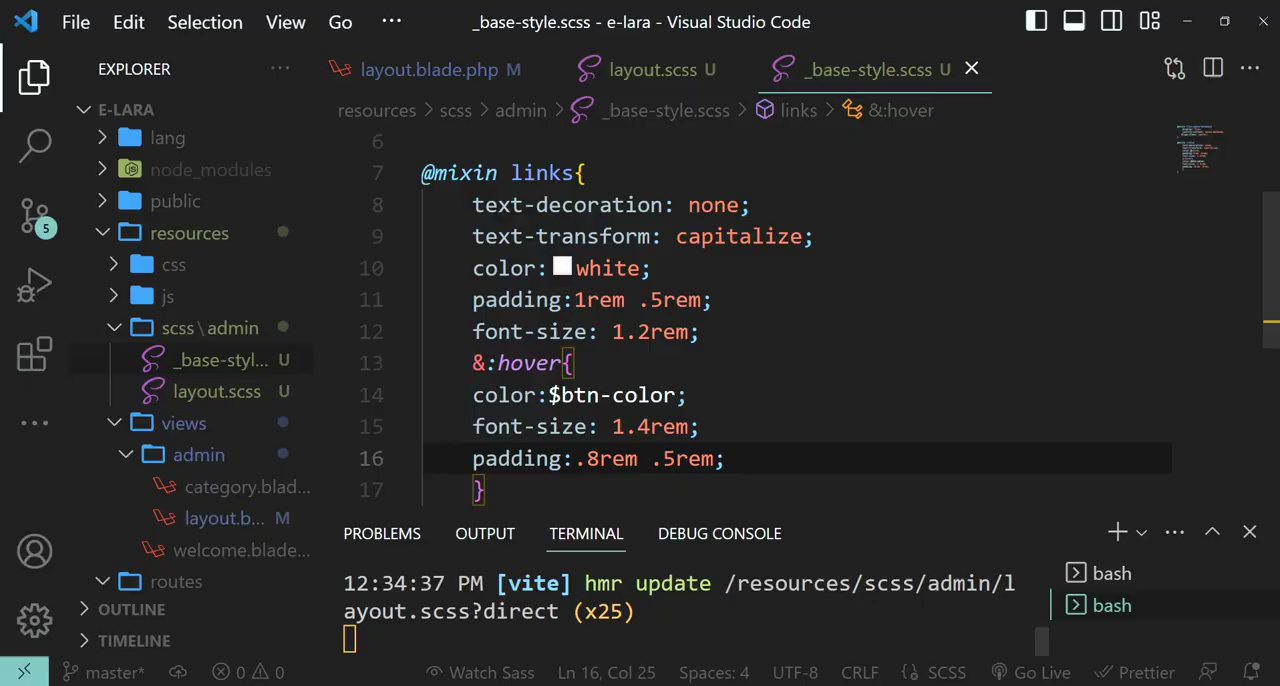 File Edit Selection View Go ··· _base-style.scss - e-lara - Visual Studio Code
EXPLORER ···
layout.blade.php M layout.scss U _base-style.scss U
resources > scss > admin > _base-style.scss > links > &:hover
E-LARA
lang
node_modules
public
resources
css
js
scss\admin
_base-styl... U
layout.scss U
views
admin
category.blad...
layout.b... M
welcome.blade...
routes
OUTLINE
TIMELINE
5
6
7 @mixin links{
8 text-decoration: none;
9 text-transform: capitalize;
10 color: white;
11 padding:1rem .5rem;
12 font-size: 1.2rem;
13 &:hover{
14 color:$btn-color;
15 font-size: 1.4rem;
16 padding:.8rem .5rem;
17 }
PROBLEMS OUTPUT TERMINAL DEBUG CONSOLE
12:34:37 PM [vite] hmr update /resources/scss/admin/l
ayout.scss?direct (x25)
bash
bash
master* 0 0 Watch Sass Ln 16, Col 25 Spaces: 4 UTF-8 CRLF SCSS Go Live Prettier